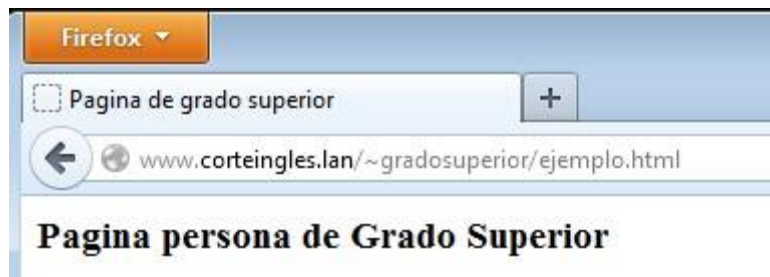 Firefox
Pagina de grado superior
www.corteingles.lan/~gradosuperior/ejemplo.html
Pagina persona de Grado Superior